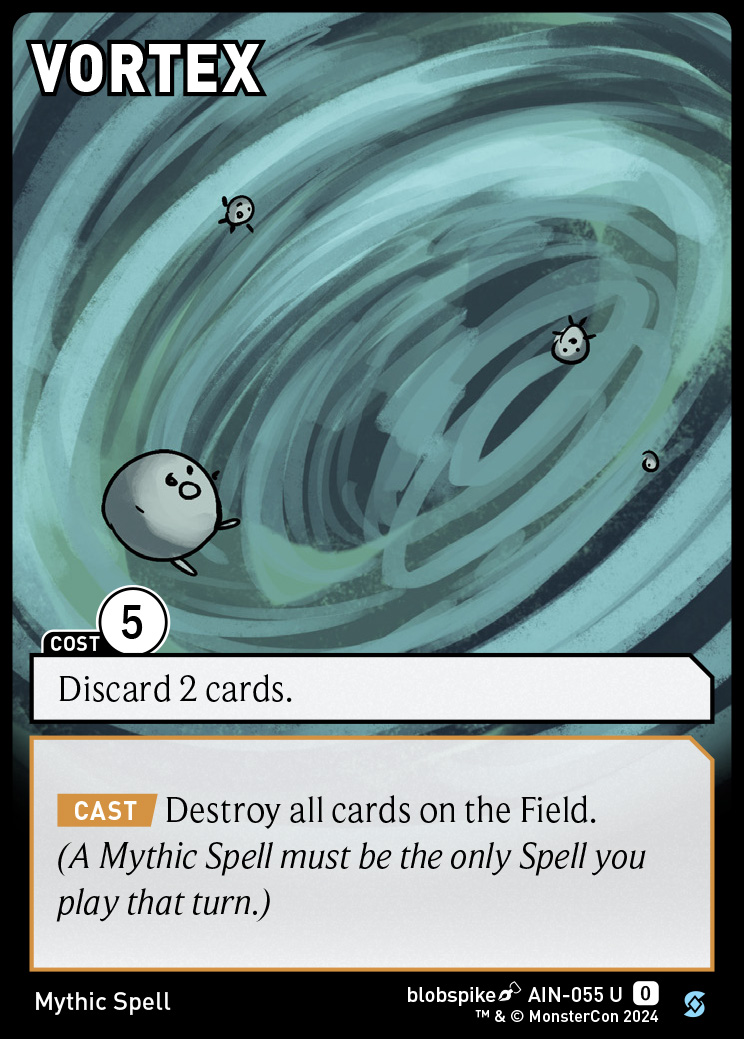 VORTEX
COST 5
Discard 2 cards.
CAST Destroy all cards on the Field.
(A Mythic Spell must be the only Spell you
play that turn.)
Mythic Spell
blobspike AIN-055 U 0
™ & © MonsterCon 2024